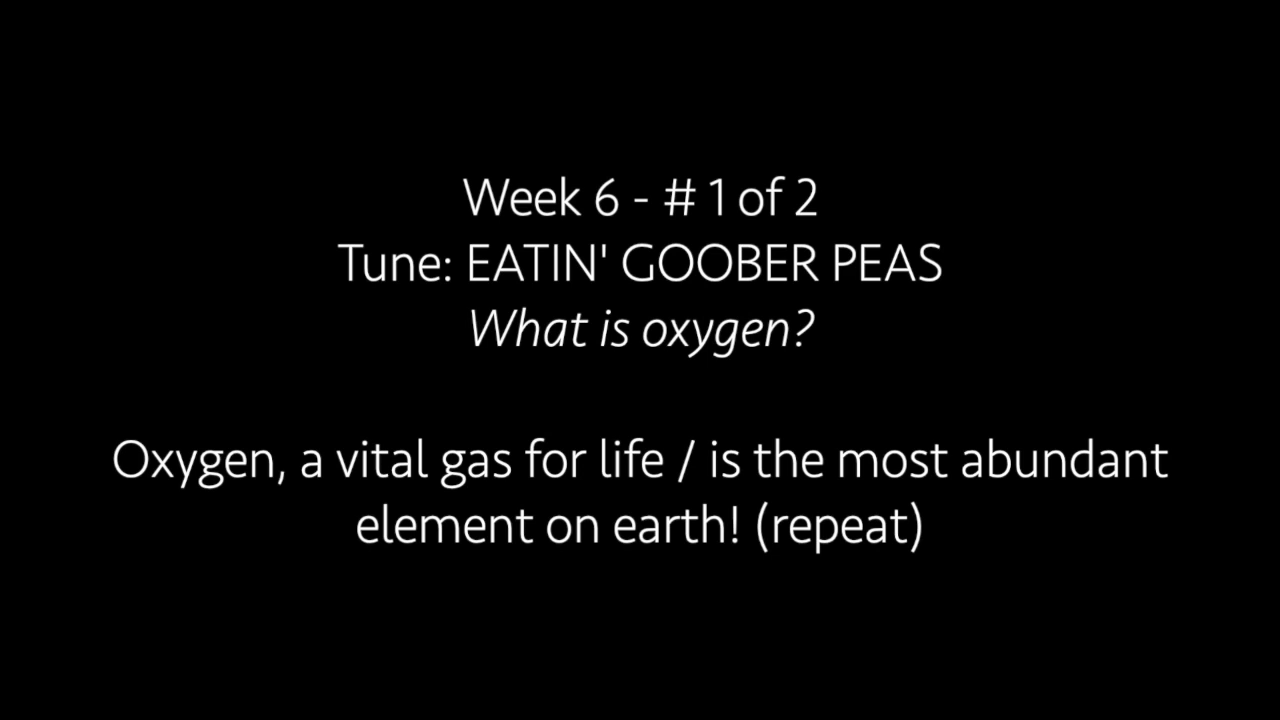 Week 6 - # 1 of 2
Tune: EATIN' GOOBER PEAS
What is oxygen?
Oxygen, a vital gas for life / is the most abundant
element on earth! (repeat)